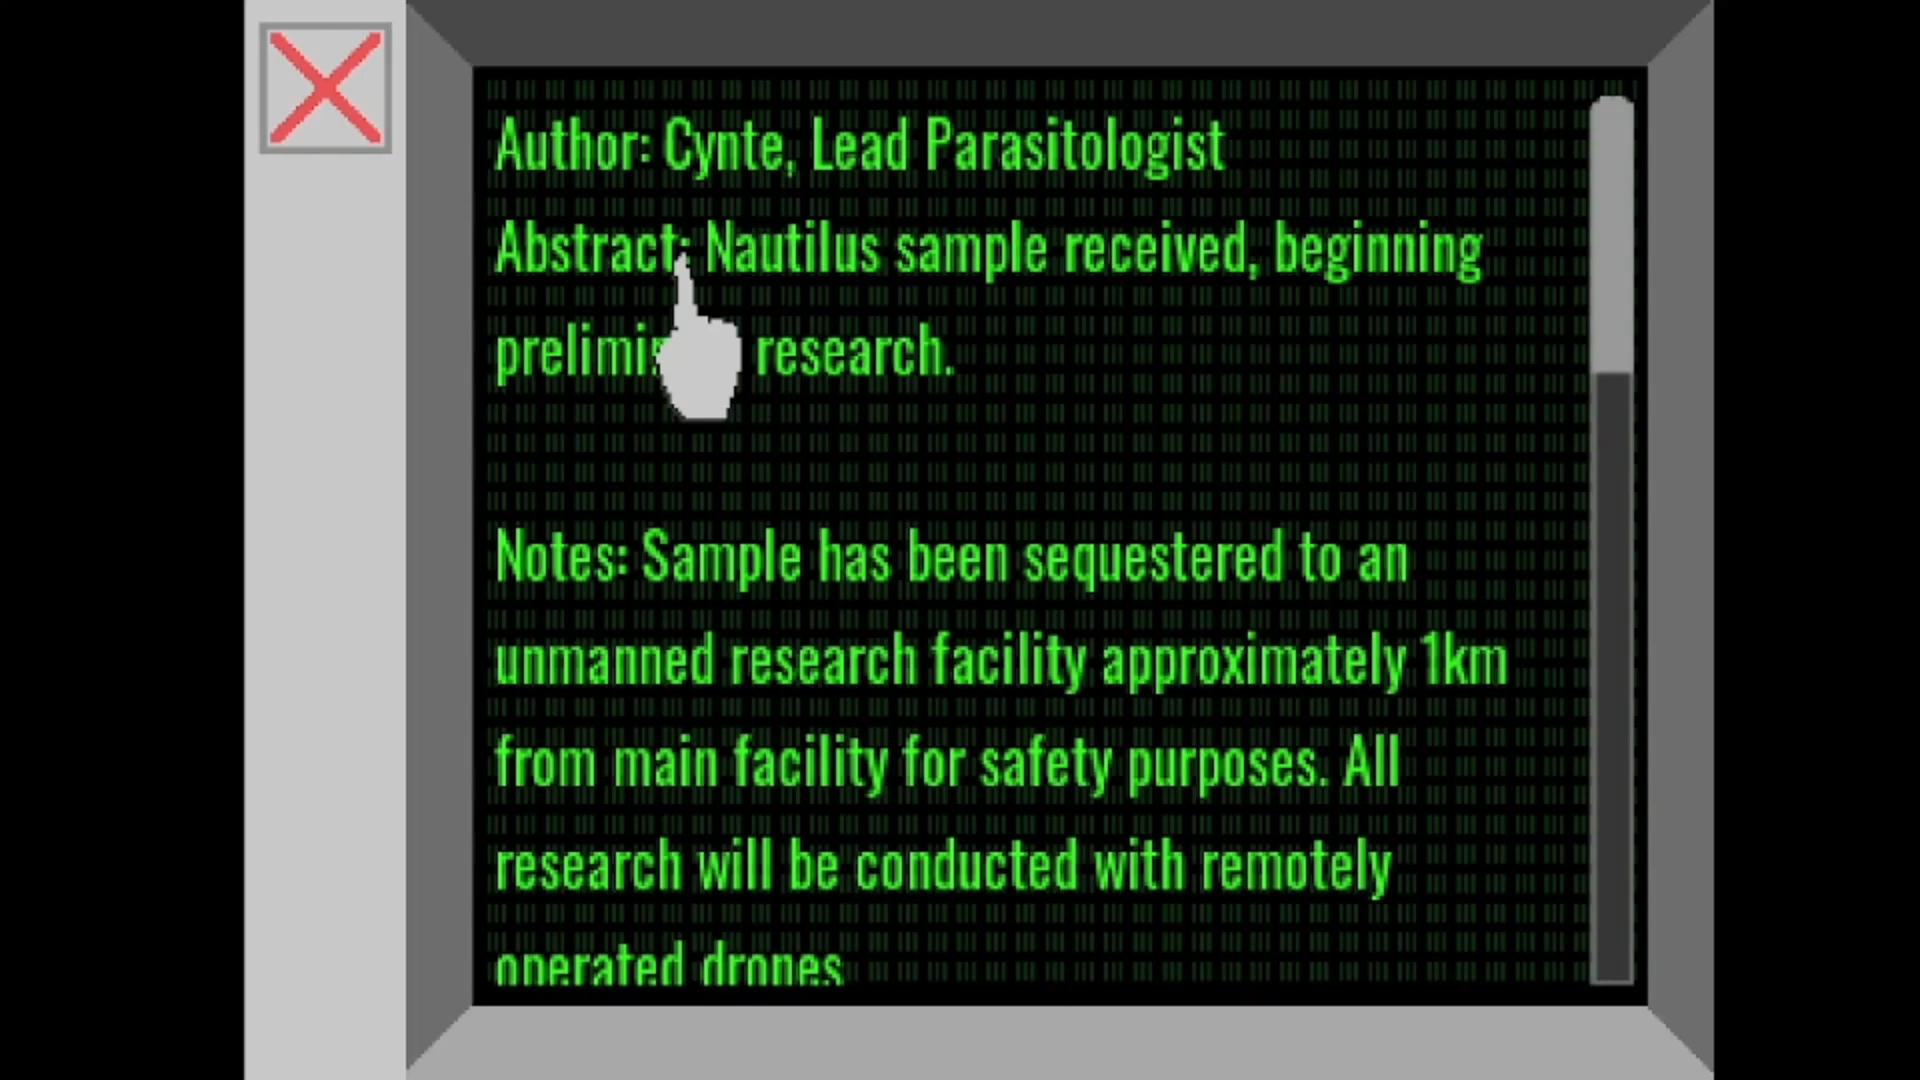 Author: Cynte, Lead Parasitologist
Abstract: Nautilus sample received, beginning
research.
Notes: Sample has been sequestered to an
unmanned research facility approximately 1km
from main facility for safety purposes. All
research will be conducted with remotely
operated drones